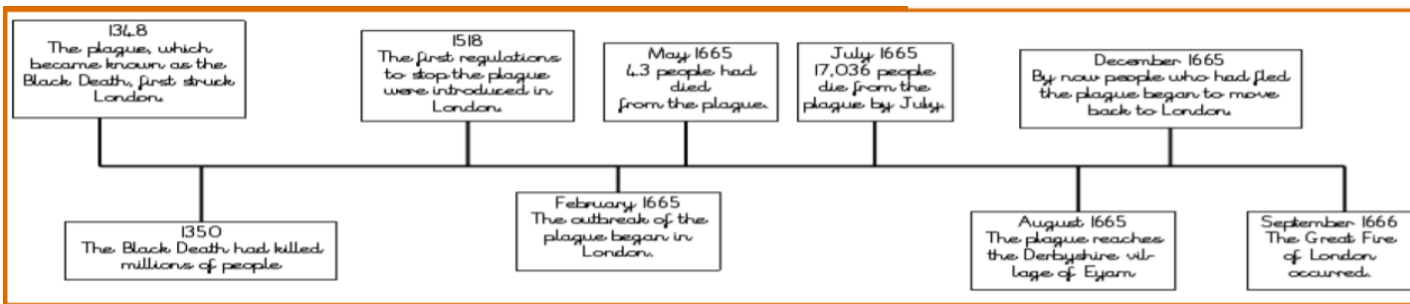 1348
The plague, which
became known as the
Black Death, first struck
London.
1350
The Black Death had killed
millions of people
1518
The first regulations
to stop the plague
were introduced in
London.
February 1665
The outbreak of the
plague began in
London.
May 1665
43 people had
died
from the plague.
July 1665
17,036 people
die from the
plague by July.
August 1665
The plague reaches
the Derbyshire vil-
lage of Eyam
December 1665
By now people who had fled
the plague began to move
back to London.
September 1666
The Great Fire
of London
occurred.